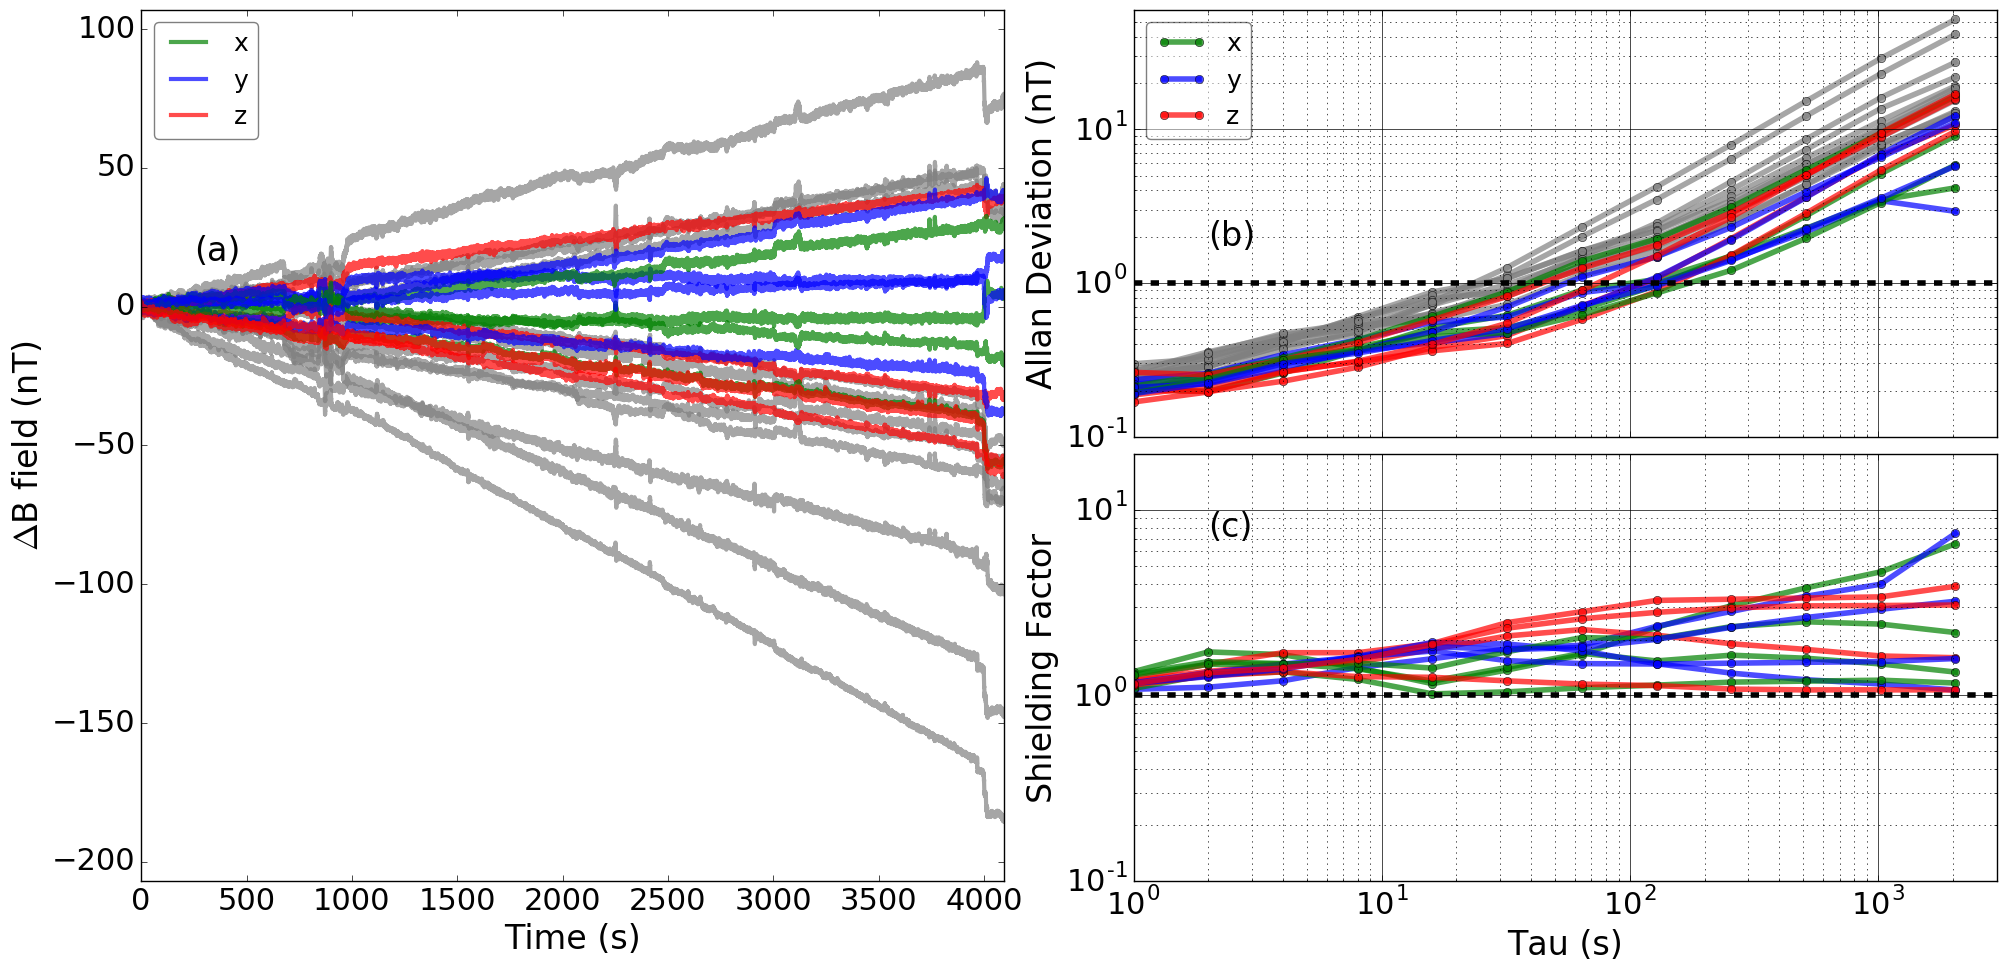 x
y
z
(a)
100
50
0
−50
−100
−150
−200
ΔB field (nT)
0 500 1000 1500 2000 2500 3000 3500 4000
Time (s)
x
y
z
(b)
10^1
10^0
10^-1
Allan Deviation (nT)
(c)
10^1
10^0
10^-1
Shielding Factor
10^0 10^1 10^2 10^3
Tau (s)